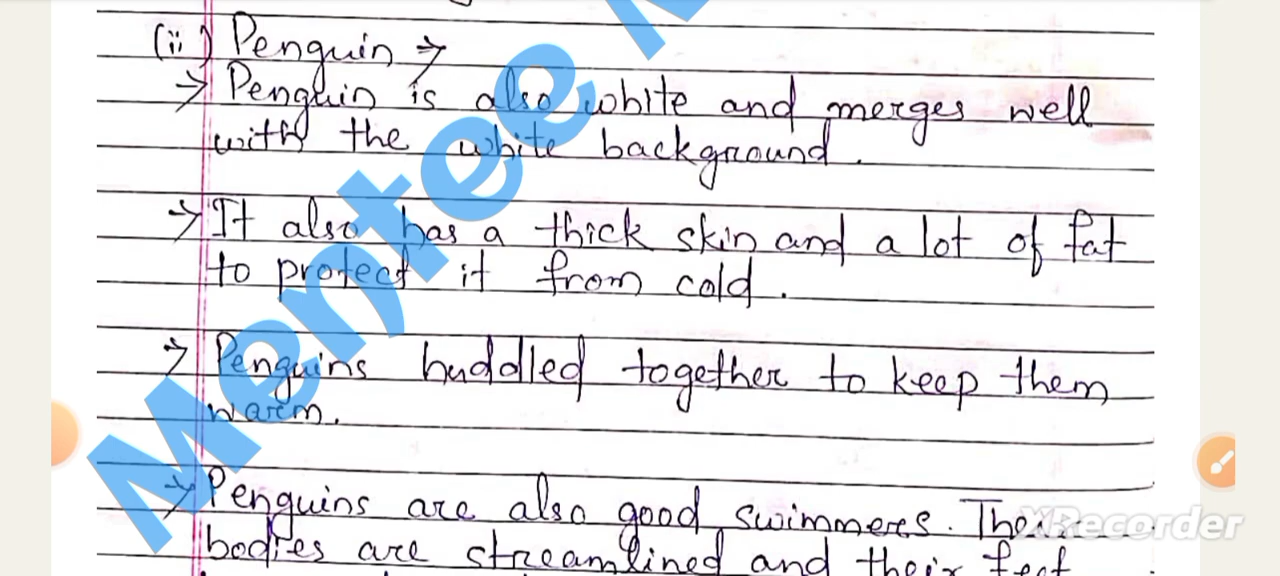 (ii) Penguin →
→ Penguin is also white and merges well
with the white background.
→ It also has a thick skin and a lot of fat
to protect it from cold.
→ Penguins huddled together to keep them
warm.
→ Penguins are also good swimmers. Their
bodies are streamlined and their feet
Mentee
XRecorder